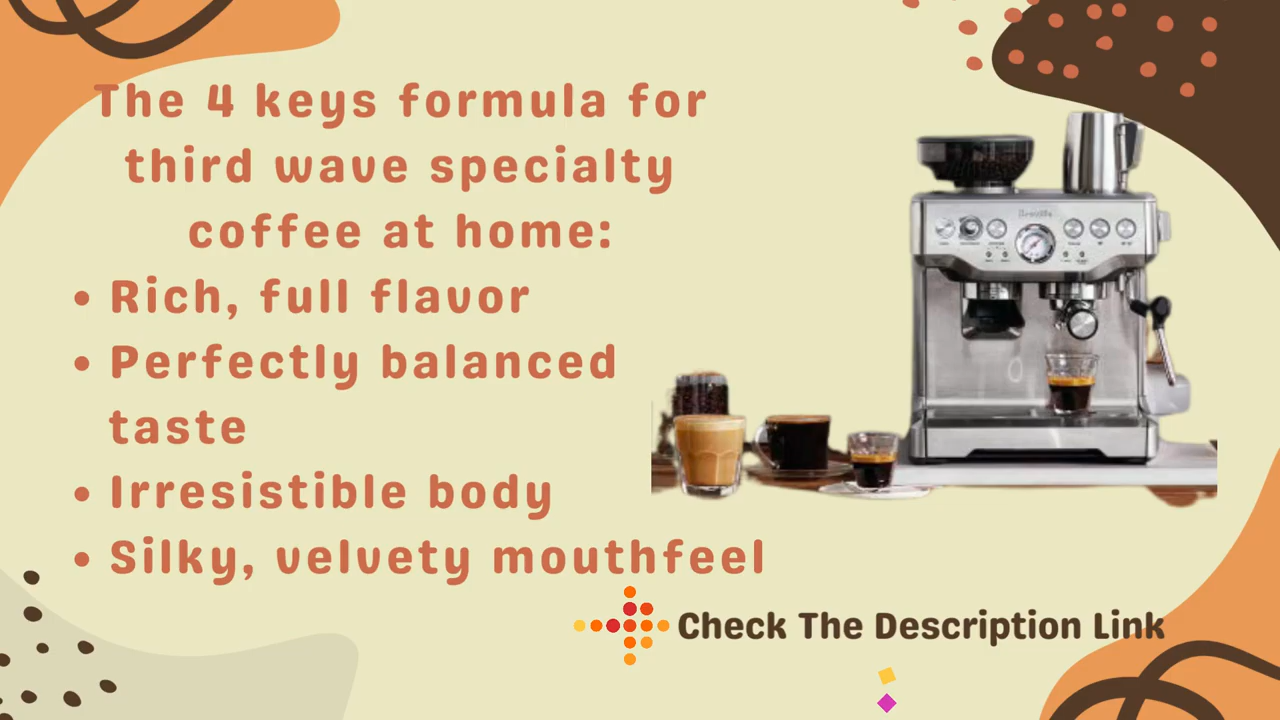 The 4 keys formula for
third wave specialty
coffee at home:
• Rich, full flavor
• Perfectly balanced
taste
• Irresistible body
• Silky, velvety mouthfeel
Breville
Check The Description Link